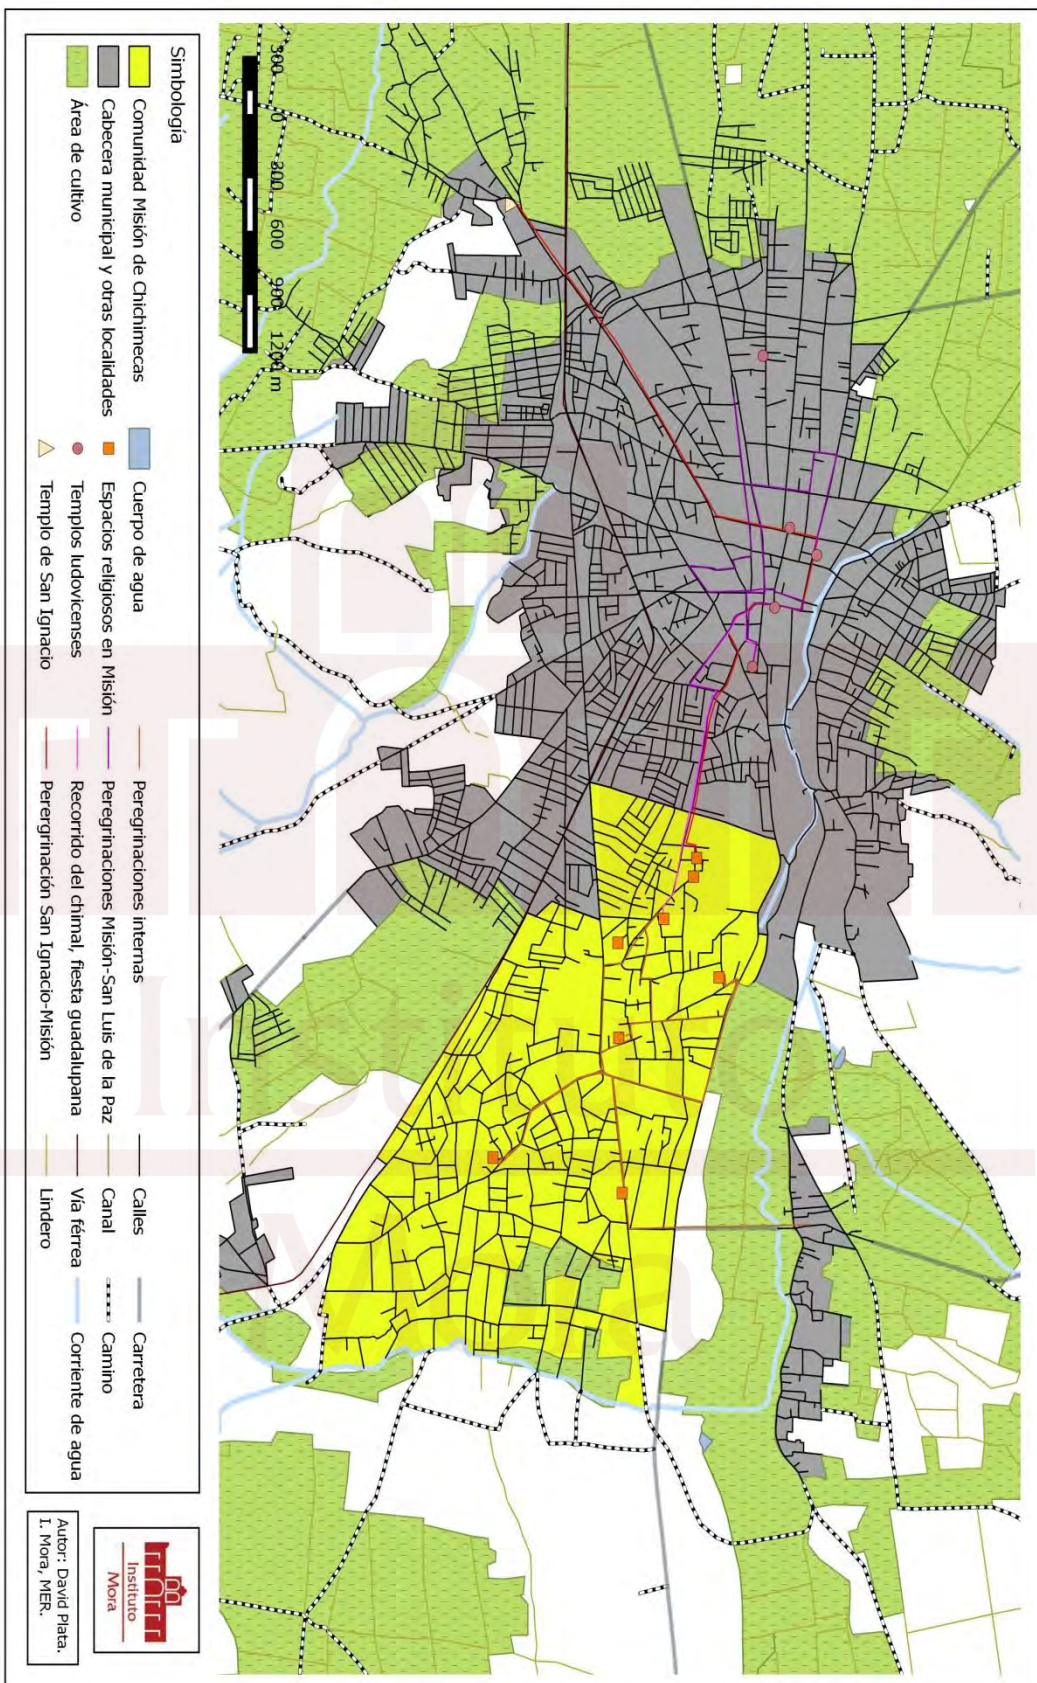 300 0 300 600 900 1200 m
Simbología
Comunidad Misión de Chichimecas
Cabecera municipal y otras localidades
Área de cultivo
Cuerpo de agua
Espacios religiosos en Misión
Templos ludovicenses
Templo de San Ignacio
Peregrinaciones internas
Peregrinaciones Misión-San Luis de la Paz
Recorrido del chimal, fiesta guadalupana
Perergrinación San Ignacio-Misión
Calles
Canal
Vía férrea
Lindero
Carretera
Camino
Corriente de agua
Instituto
Mora
Autor: David Plata.
I. Mora, MER.
Instituto
Mora